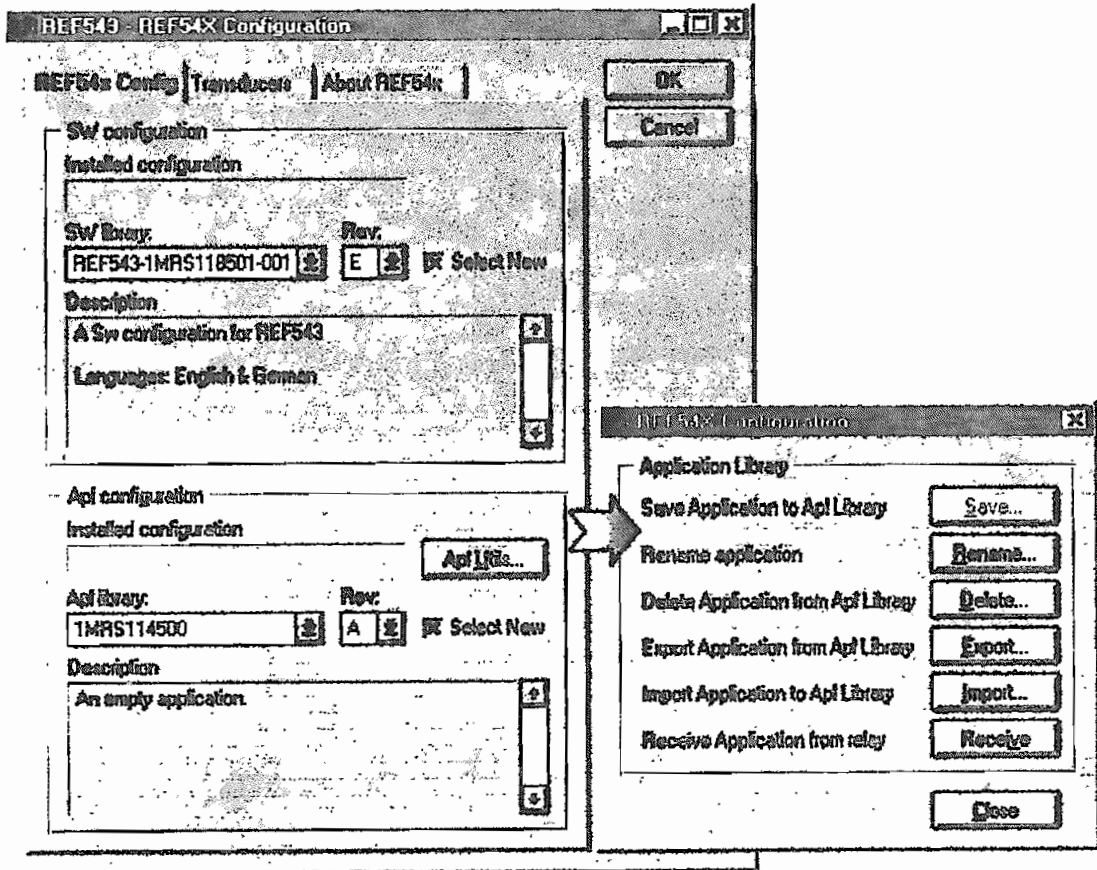 REF543 - REF54X Configuration
REF54x Config
Transducers
About REF54x
OK
Cancel
SW configuration
Installed configuration
SW library:
Rev:
REF543-1MRS118501-001
E
Select New
Description
A Sw configuration for REF543
Languages: English & German
Apl configuration
Installed configuration
Apl Utils...
Apl library:
Rev:
1MRS114500
A
Select New
Description
An empty application.
REF54X Configuration
Application Library
Save Application to Apl Library
Save...
Rename application
Rename...
Delete Application from Apl Library
Delete...
Export Application from Apl Library
Export...
Import Application to Apl Library
Import...
Receive Application from relay
Receive
Close